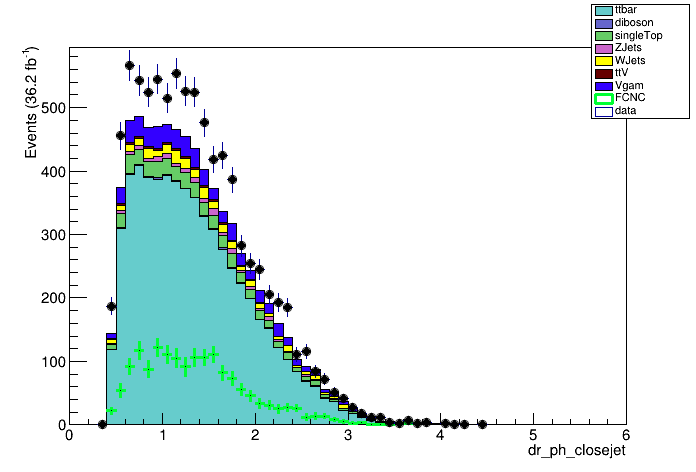 ttbar
diboson
singleTop
ZJets
WJets
ttV
Vgam
FCNC
data
Events (36.2 fb⁻¹)
500
400
300
200
100
0
0 1 2 3 4 5 6
dr_ph_closejet